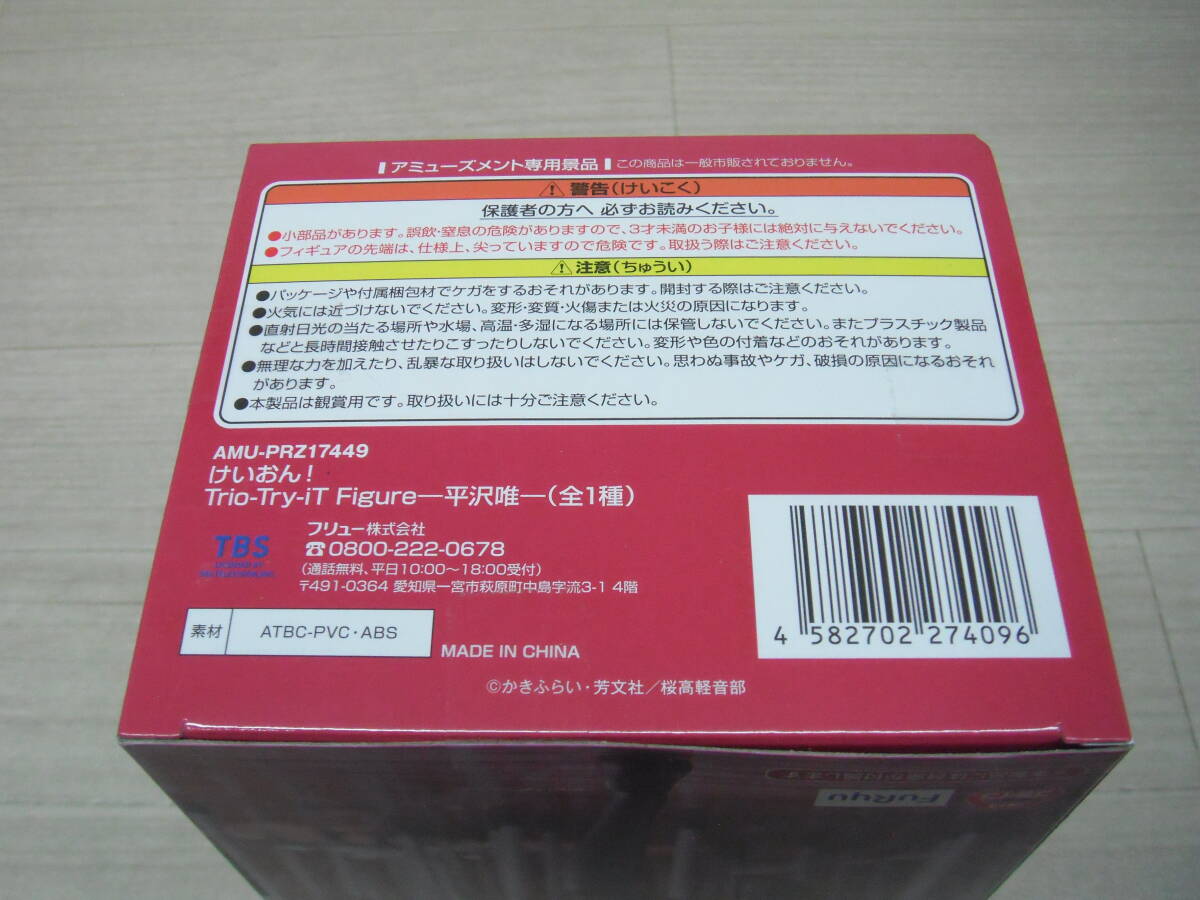 アミューズメント専用景品 この商品は一般市販されておりません。
警告(けいこく)
保護者の方へ 必ずお読みください。
●小部品があります。誤飲・窒息の危険がありますので、3才未満のお子様には絶対に与えないでください。
●フィギュアの先端は、仕様上、尖っていますので危険です。取扱う際はご注意ください。
注意(ちゅうい)
●パッケージや付属梱包材でケガをするおそれがあります。開封する際はご注意ください。
●火気には近づけないでください。変形・変質・火傷または火災の原因になります。
●直射日光の当たる場所や水場、高温・多湿になる場所には保管しないでください。またプラスチック製品
などと長時間接触させたりこすったりしないでください。変形や色の付着などのおそれがあります。
●無理な力を加えたり、乱暴な取り扱いはしないでください。思わぬ事故やケガ、破損の原因になるおそれ
があります。
●本製品は観賞用です。取り扱いには十分ご注意ください。
AMU-PRZ17449
けいおん!
Trio-Try-iT Figure—平沢唯—(全1種)
TBS
フリュー株式会社
☎0800-222-0678
(通話無料、平日10:00〜18:00受付)
〒491-0364 愛知県一宮市萩原町中島字流3-1 4階
素材 ATBC-PVC・ABS
MADE IN CHINA
4 582702 274096
©かきふらい・芳文社/桜高軽音部
FuRyu